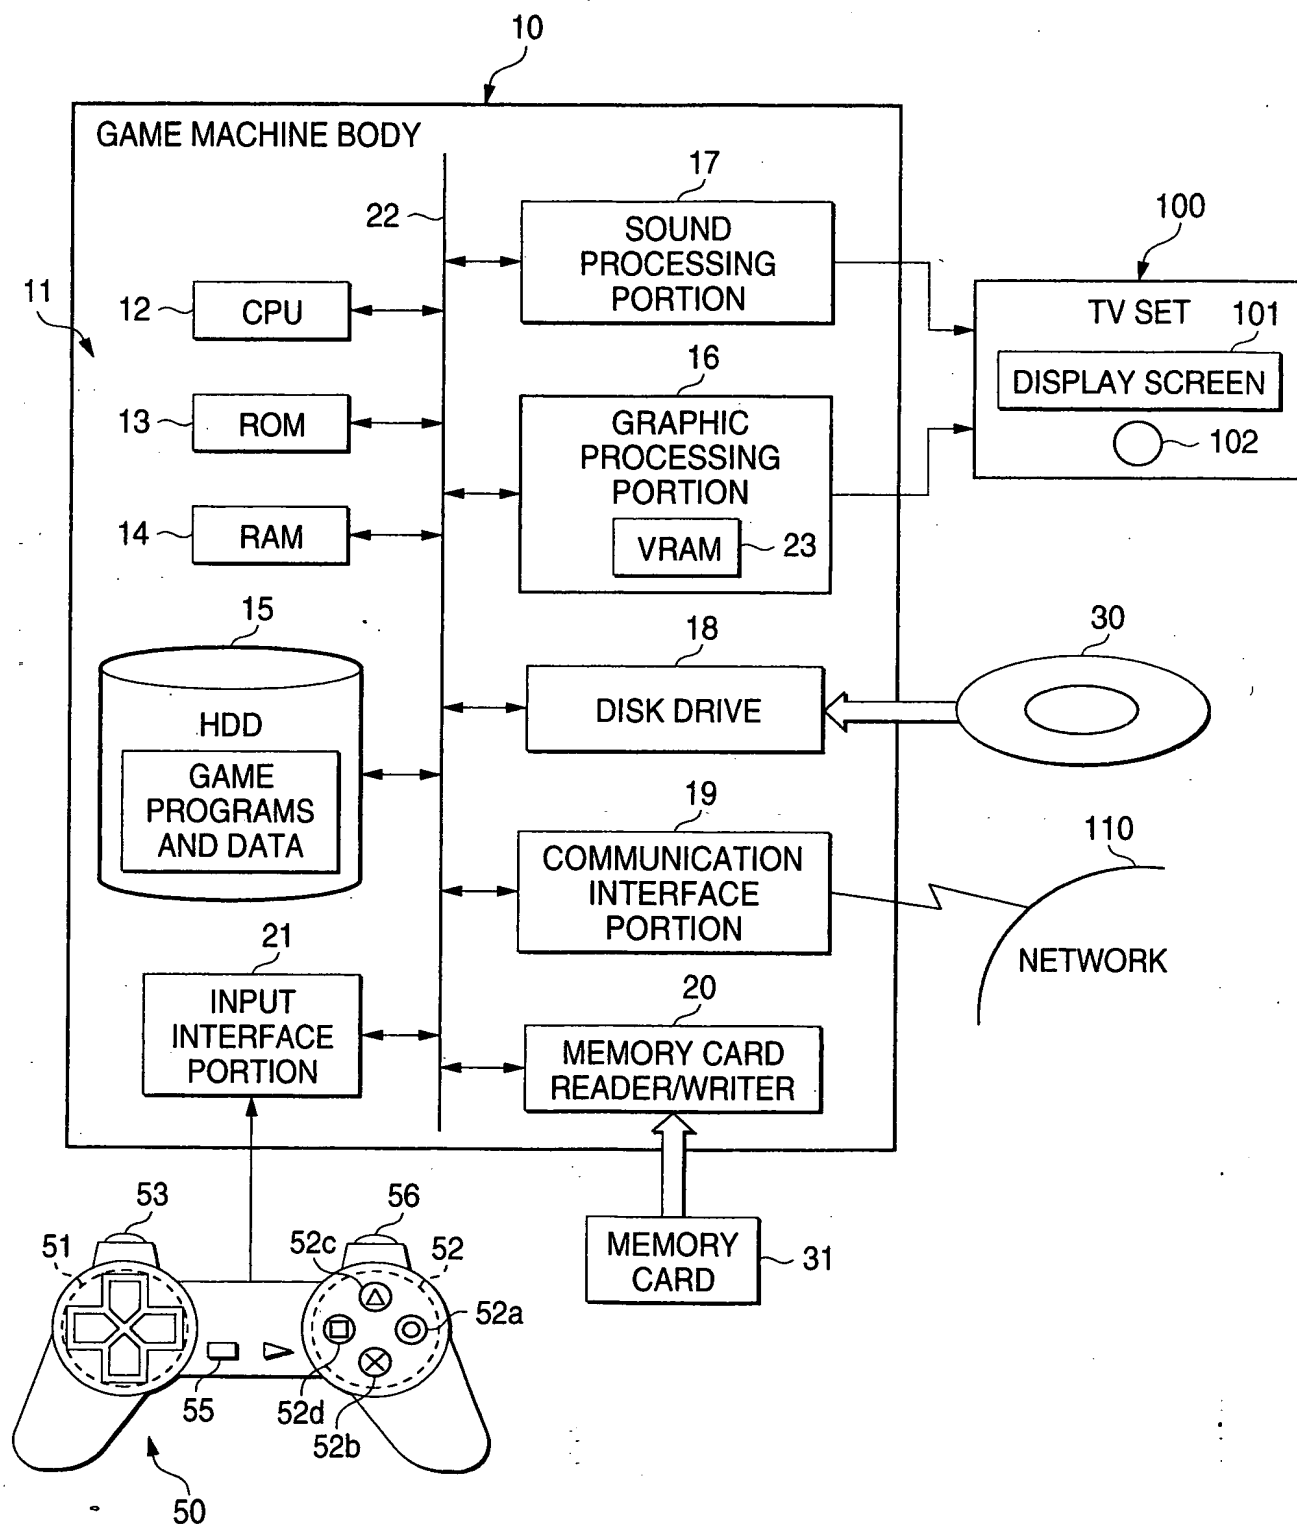 10
GAME MACHINE BODY
17
22
SOUND
PROCESSING
PORTION
100
11
12
CPU
TV SET
101
DISPLAY SCREEN
102
16
13
ROM
GRAPHIC
PROCESSING
PORTION
14
RAM
VRAM
23
15
18
30
HDD
DISK DRIVE
GAME
PROGRAMS
AND DATA
19
110
COMMUNICATION
INTERFACE
PORTION
NETWORK
21
20
INPUT
INTERFACE
PORTION
MEMORY CARD
READER/WRITER
53
56
51
52c
52
MEMORY
CARD
31
52a
55
52d
52b
50